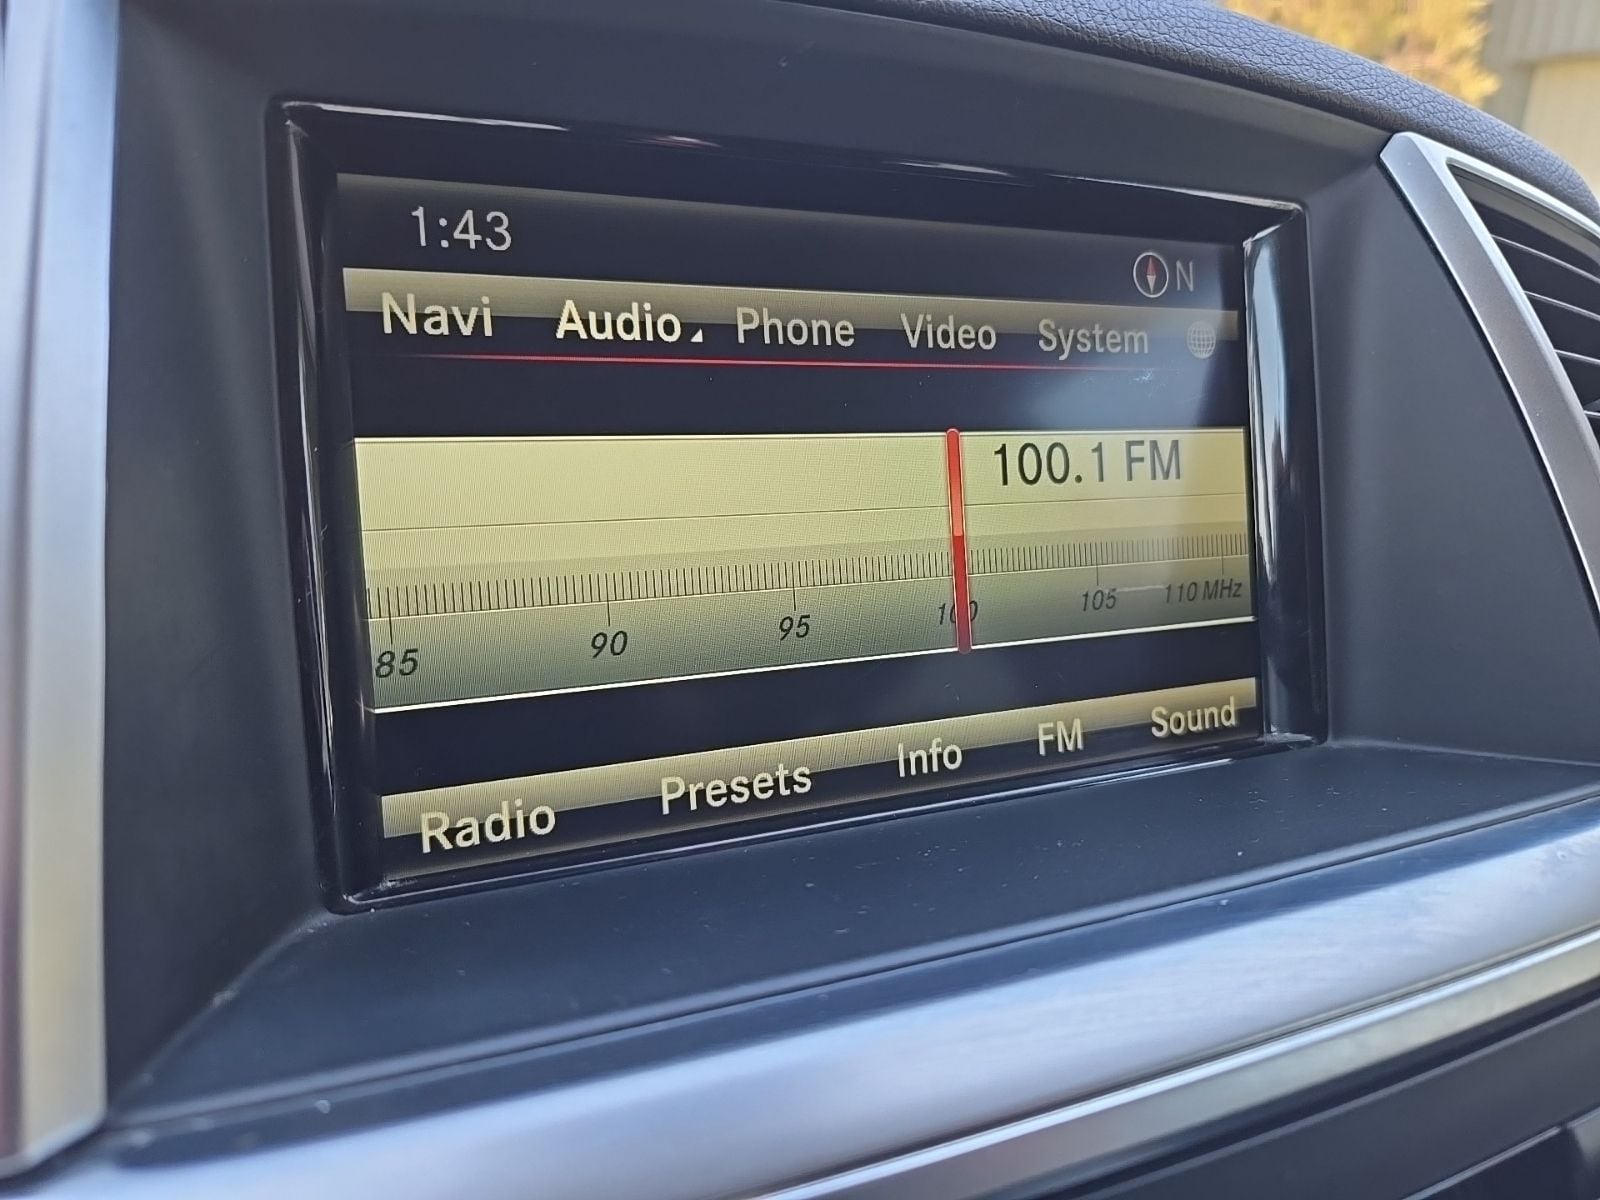 1:43
N
Navi Audio Phone Video System
100.1 FM
85 90 95 100 105 110 MHz
Radio Presets Info FM Sound